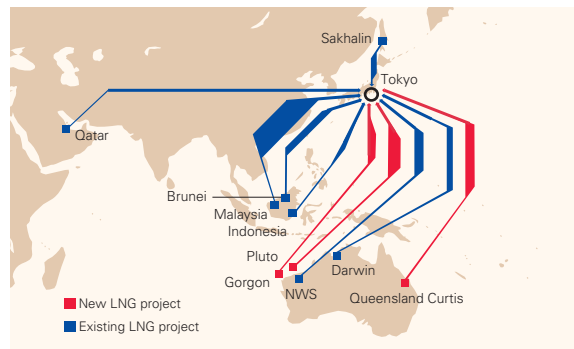 Sakhalin
Tokyo
Qatar
Brunei
Malaysia
Indonesia
Pluto
Gorgon
NWS
Darwin
Queensland Curtis
New LNG project
Existing LNG project